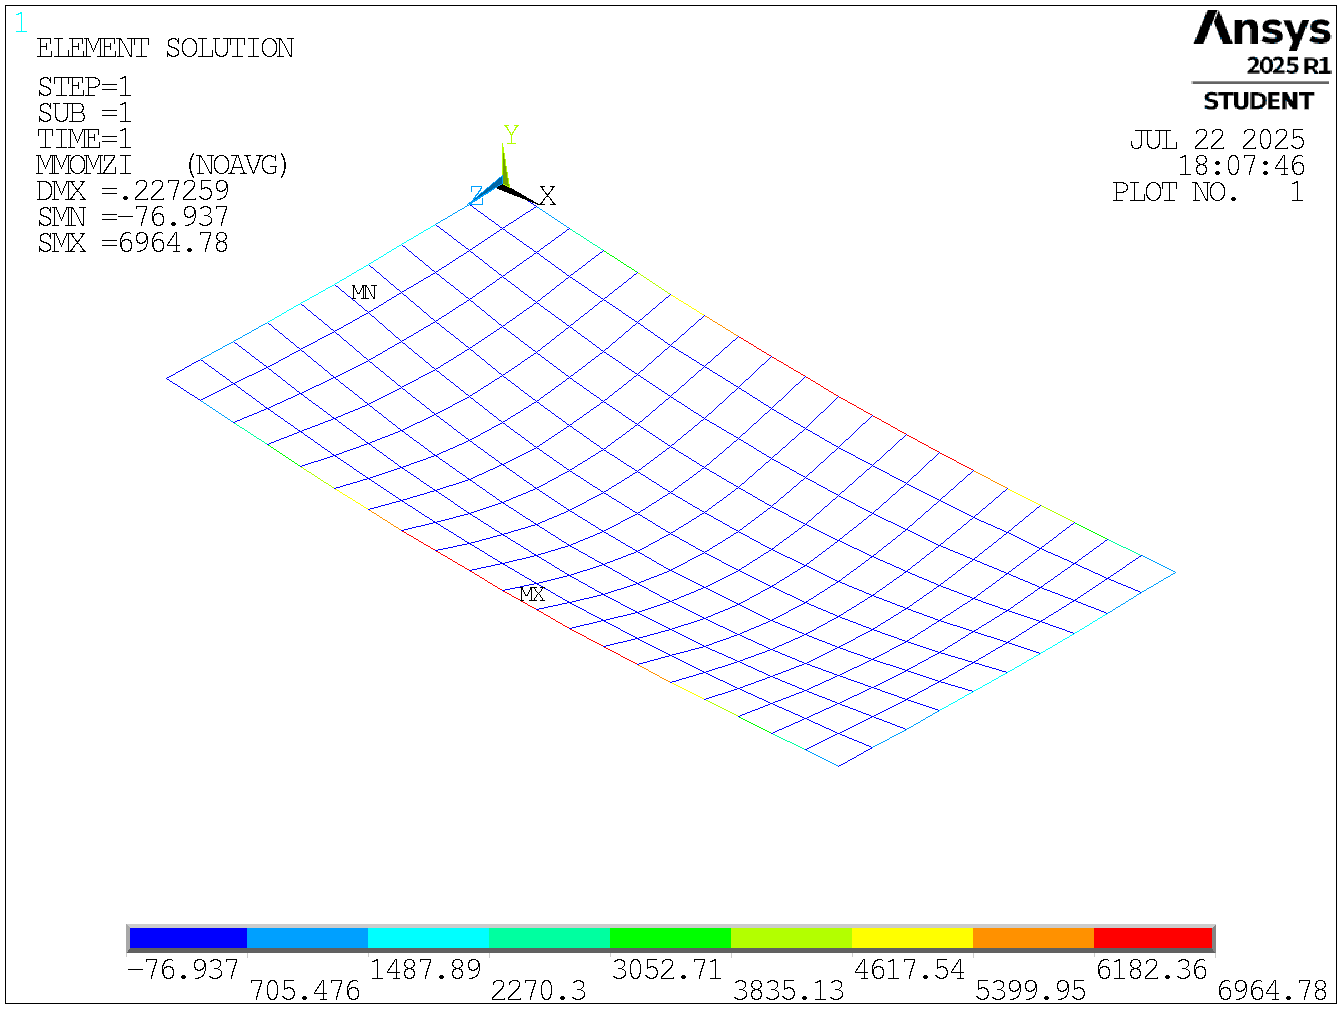 1
ELEMENT SOLUTION
STEP=1
SUB =1
TIME=1
MMOMZI (NOAVG)
DMX =.227259
SMN =-76.937
SMX =6964.78
Ansys
2025 R1
STUDENT
JUL 22 2025
18:07:46
PLOT NO. 1
Y
Z
X
MN
MX
-76.937 1487.89 3052.71 4617.54 6182.36
705.476 2270.3 3835.13 5399.95 6964.78